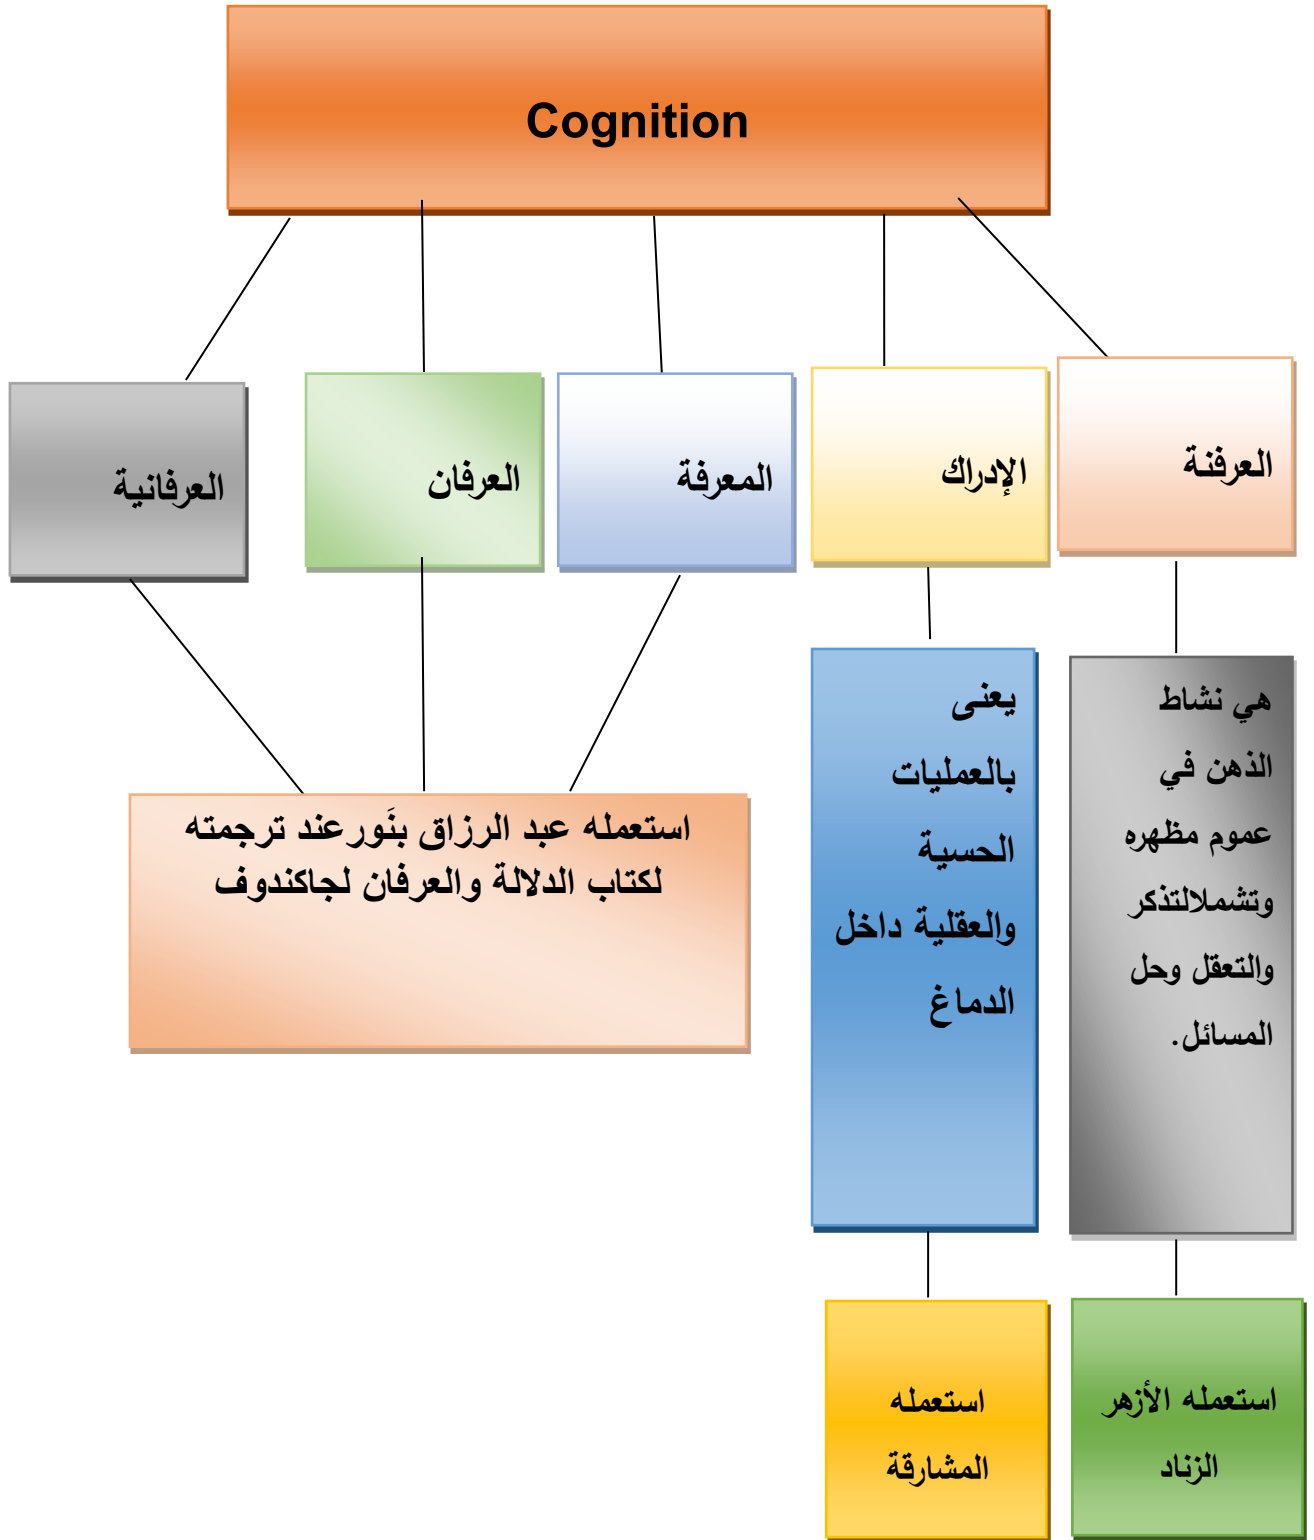 Cognition
العرفنة
الإدراك
المعرفة
العرفان
العرفانية
هي نشاط
الذهن في
عموم مظهره
وتشملالتذكر
والتعقل وحل
المسائل.
يعنى
بالعمليات
الحسية
والعقلية داخل
الدماغ
استعمله عبد الرزاق بنَورعند ترجمته
لكتاب الدلالة والعرفان لجاكندوف
استعمله الأزهر
الزناد
استعمله
المشارقة